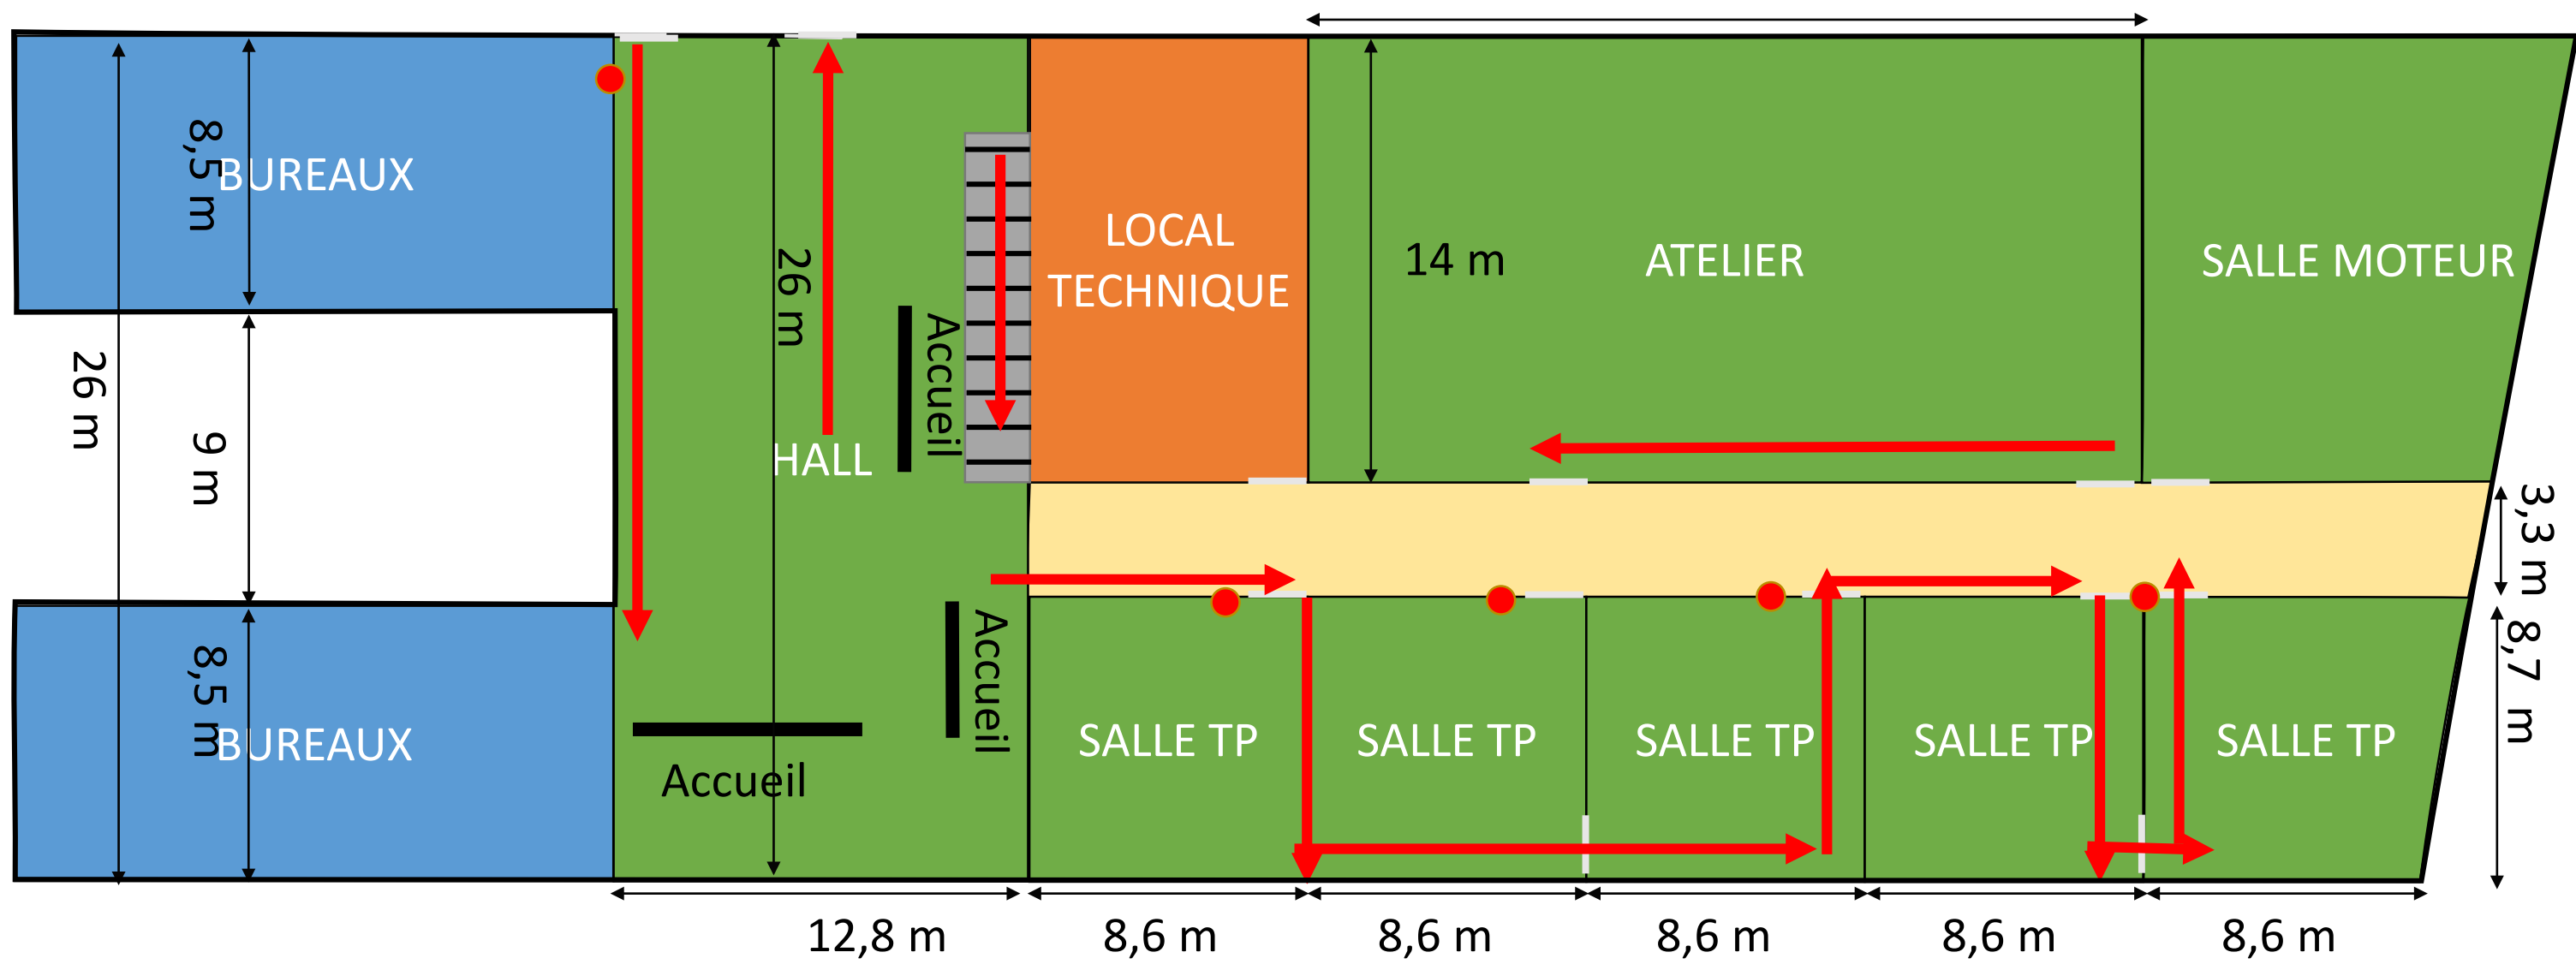 8,5 m
BUREAUX
26 m
9 m
8,5 m
BUREAUX
26 m
HALL
Accueil
Accueil
Accueil
LOCAL
TECHNIQUE
14 m
ATELIER
SALLE MOTEUR
3,3 m
8,7 m
SALLE TP
SALLE TP
SALLE TP
SALLE TP
SALLE TP
12,8 m
8,6 m
8,6 m
8,6 m
8,6 m
8,6 m